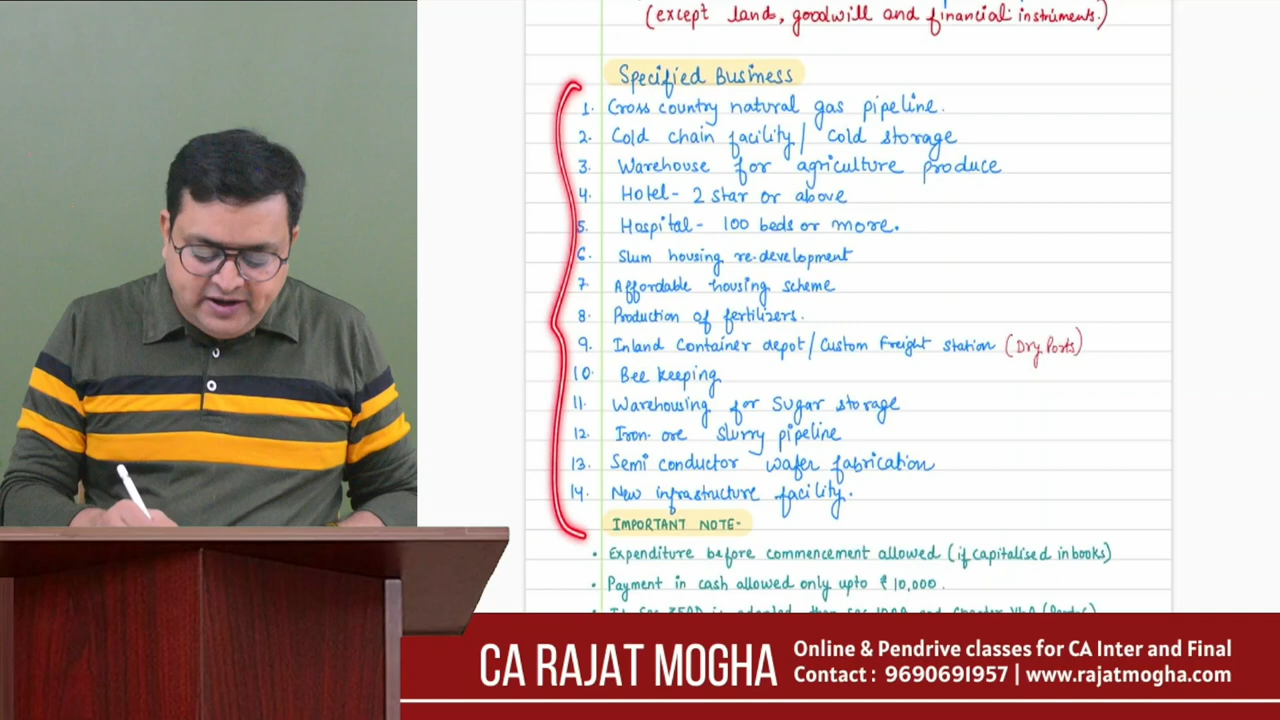 (except land, goodwill and financial instruments.)
Specified Business
1. Cross country natural gas pipeline.
2. Cold chain facility / Cold storage
3. Warehouse for agriculture produce
4. Hotel - 2 star or above
5. Hospital - 100 beds or more.
6. Slum housing re-development
7. Affordable housing scheme
8. Production of fertilizers.
9. Inland Container depot / Custom Freight station (Dry Ports)
10. Bee keeping
11. Warehousing for Sugar storage
12. Iron-ore slurry pipeline
13. Semi conductor wafer fabrication
14. New infrastructure facility.
IMPORTANT NOTE-
• Expenditure before commencement allowed (if capitalised in books)
• Payment in cash allowed only upto ₹ 10,000.
CA RAJAT MOGHA
Online & Pendrive classes for CA Inter and Final
Contact : 9690691957 | www.rajatmogha.com